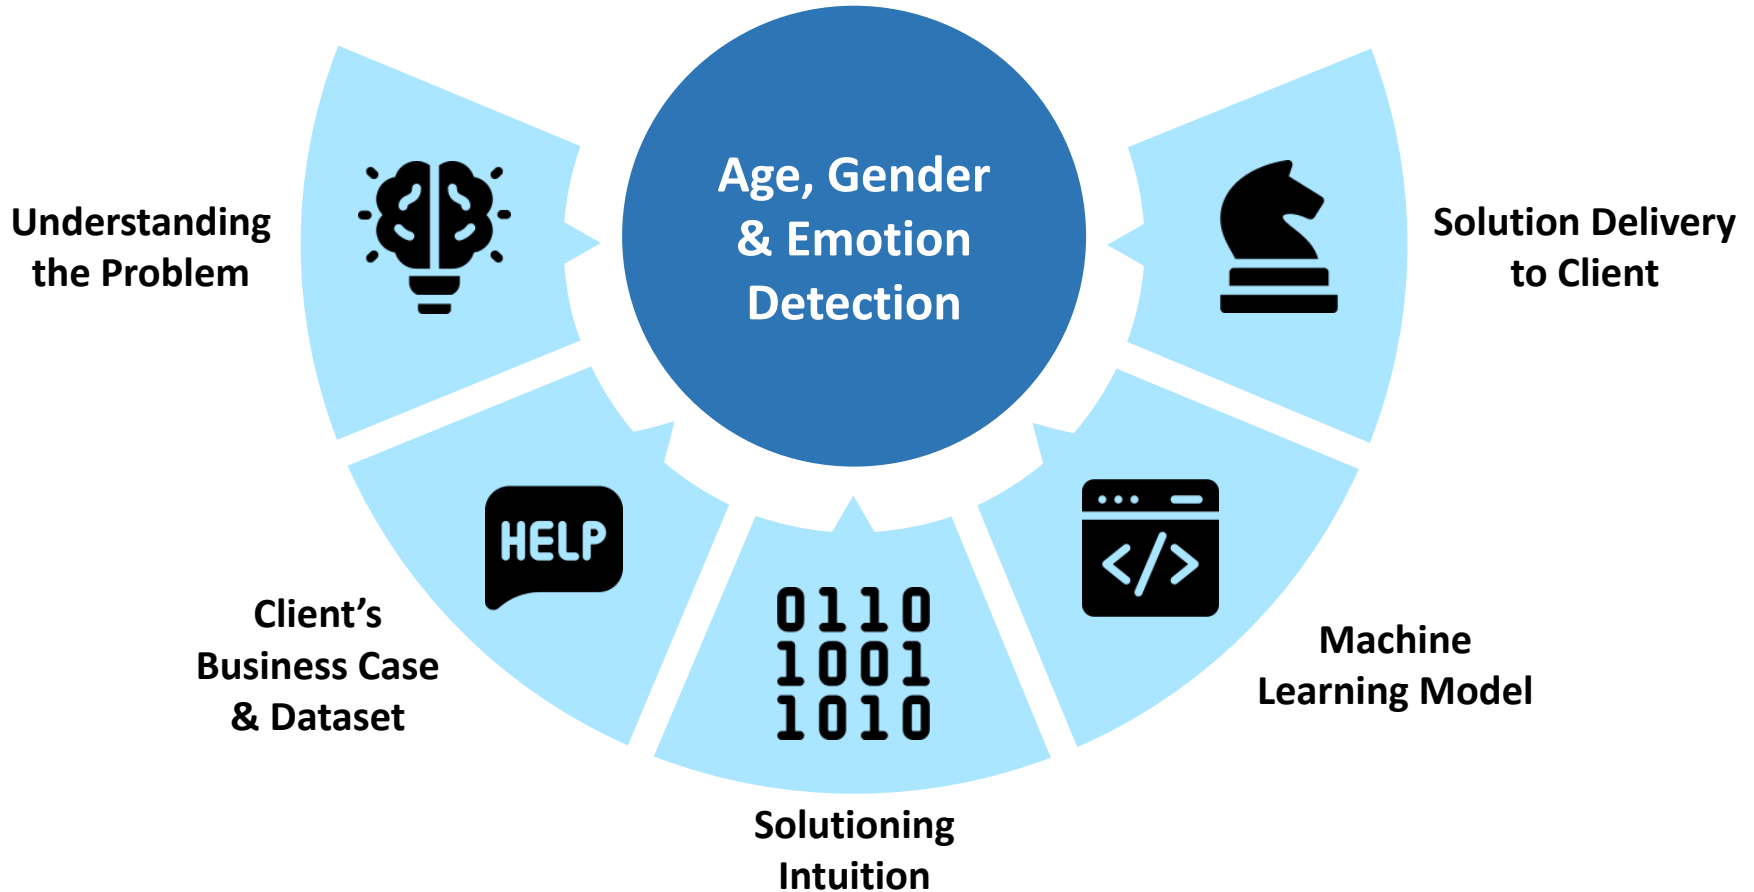 Age, Gender
& Emotion
Detection
Understanding
the Problem
HELP
Client’s
Business Case
& Dataset
0110
1001
1010
Solutioning
Intuition
</>
Machine
Learning Model
Solution Delivery
to Client